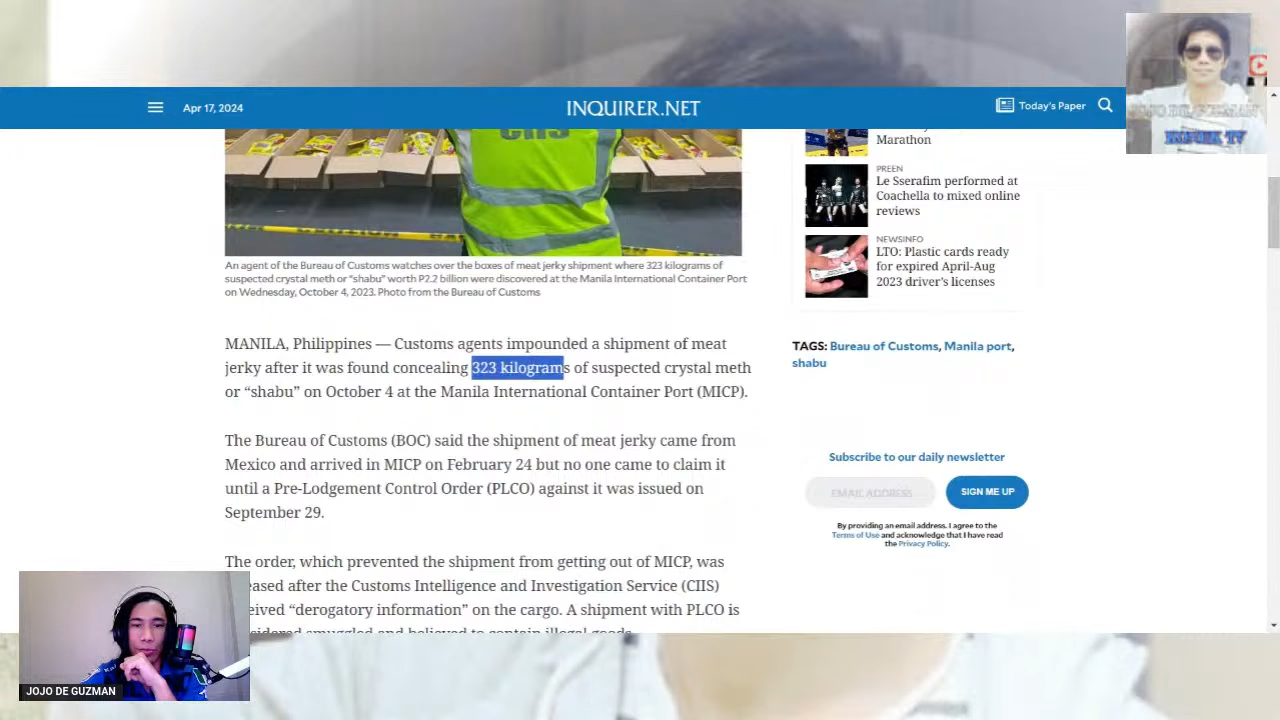 Apr 17, 2024
INQUIRER.NET
Today's Paper
CIIS
An agent of the Bureau of Customs watches over the boxes of meat jerky shipment where 323 kilograms of
suspected crystal meth or “shabu” worth P2.2 billion were discovered at the Manila International Container Port
on Wednesday, October 4, 2023. Photo from the Bureau of Customs
MANILA, Philippines — Customs agents impounded a shipment of meat
jerky after it was found concealing 323 kilograms of suspected crystal meth
or “shabu” on October 4 at the Manila International Container Port (MICP).
The Bureau of Customs (BOC) said the shipment of meat jerky came from
Mexico and arrived in MICP on February 24 but no one came to claim it
until a Pre-Lodgement Control Order (PLCO) against it was issued on
September 29.
The order, which prevented the shipment from getting out of MICP, was
eased after the Customs Intelligence and Investigation Service (CIIS)
eived “derogatory information” on the cargo. A shipment with PLCO is
Marathon
PREEN
Le Sserafim performed at
Coachella to mixed online
reviews
NEWSINFO
LTO: Plastic cards ready
for expired April-Aug
2023 driver's licenses
TAGS: Bureau of Customs, Manila port,
shabu
Subscribe to our daily newsletter
EMAIL ADDRESS
SIGN ME UP
By providing an email address. I agree to the
Terms of Use and acknowledge that I have read
the Privacy Policy.
JOJO DE GUZMAN